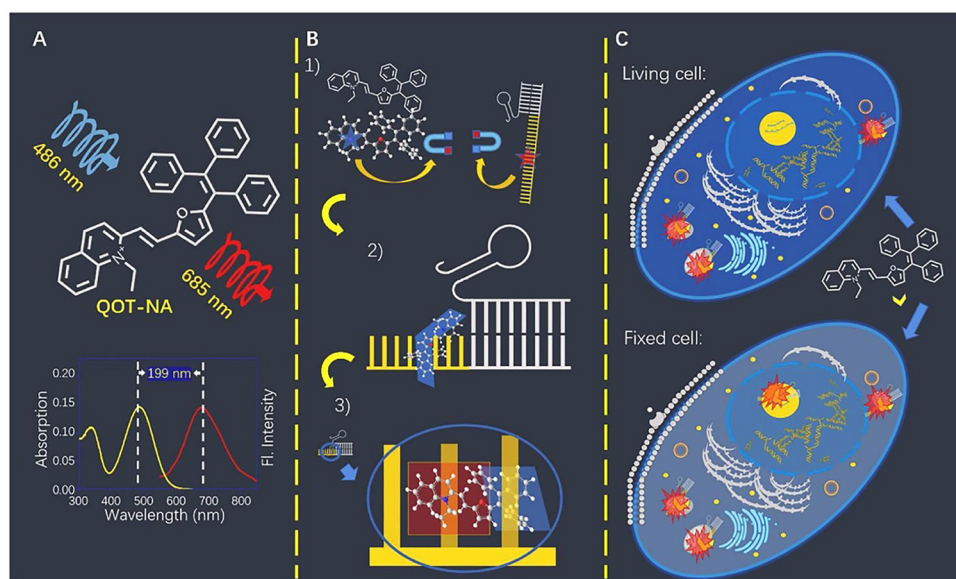 A
486 nm
O
N+
685 nm
QOT-NA
199 nm
0.20
0.15
0.10
0.05
0.00
Absorption
Fl. Intensity
300 400 500 600 700 800
Wavelength (nm)
B
1)
2)
3)
C
Living cell:
Fixed cell: